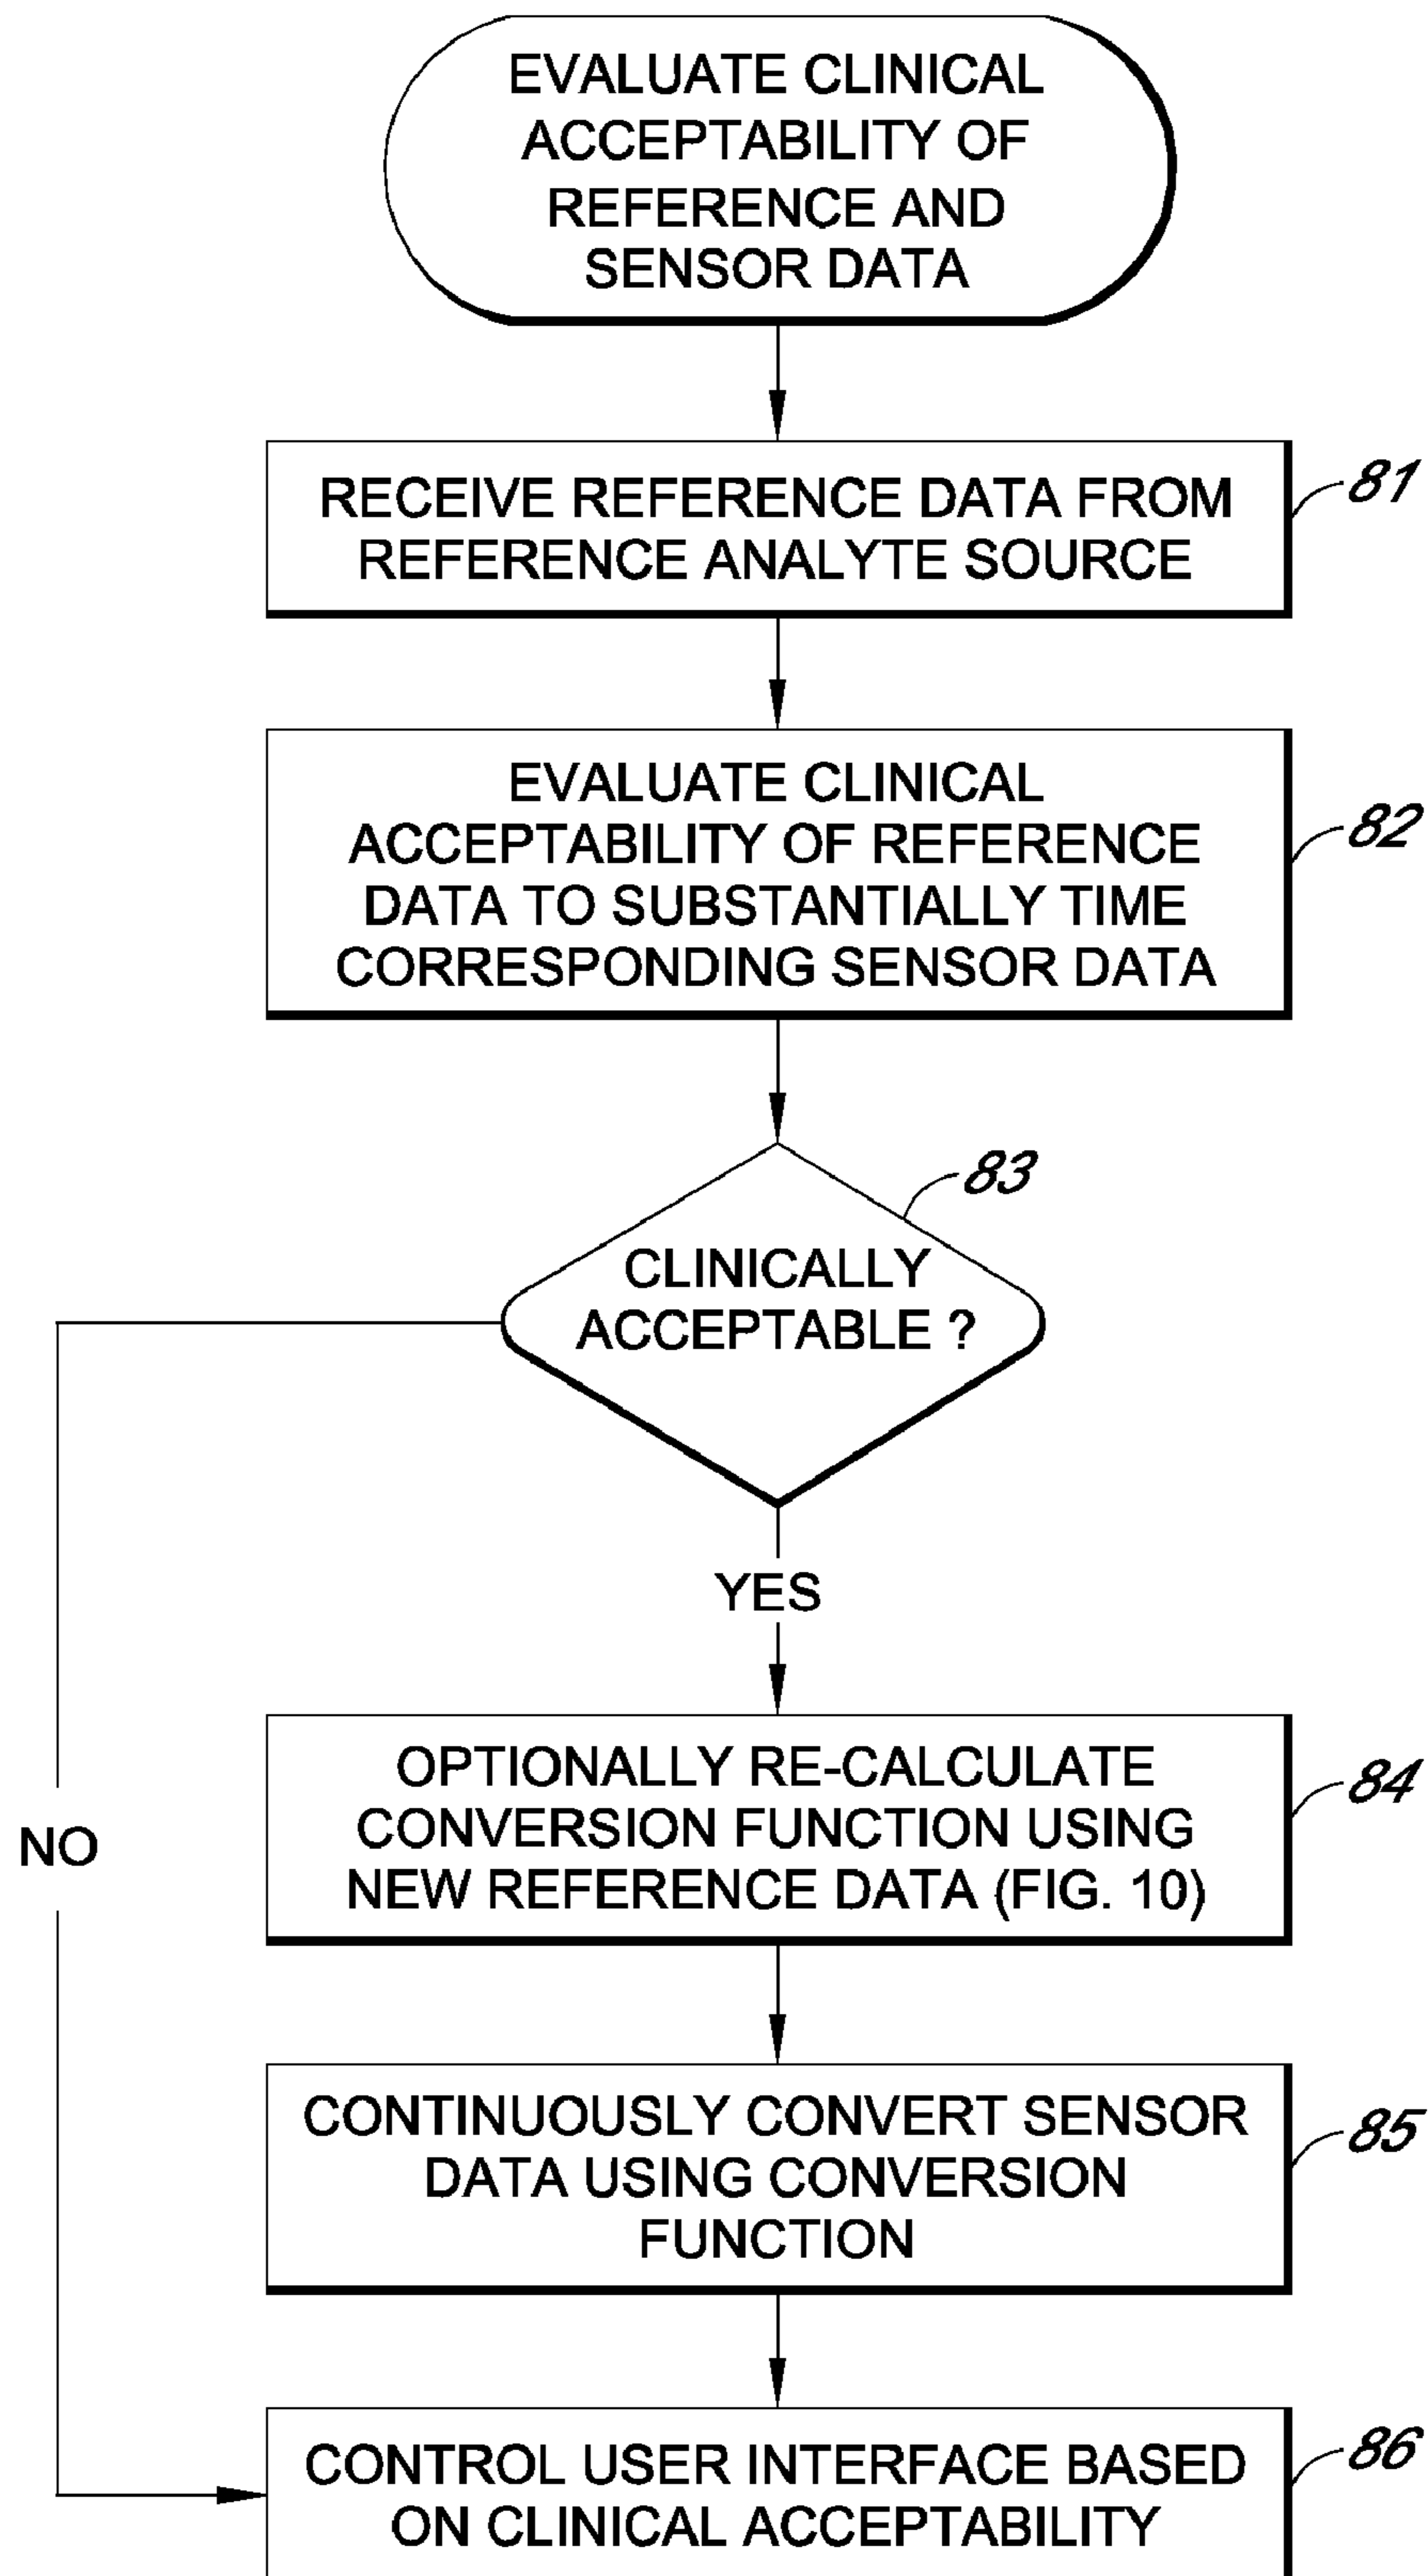 EVALUATE CLINICAL
ACCEPTABILITY OF
REFERENCE AND
SENSOR DATA
RECEIVE REFERENCE DATA FROM
REFERENCE ANALYTE SOURCE
81
EVALUATE CLINICAL
ACCEPTABILITY OF REFERENCE
DATA TO SUBSTANTIALLY TIME
CORRESPONDING SENSOR DATA
82
83
CLINICALLY
ACCEPTABLE ?
YES
NO
OPTIONALLY RE-CALCULATE
CONVERSION FUNCTION USING
NEW REFERENCE DATA (FIG. 10)
84
CONTINUOUSLY CONVERT SENSOR
DATA USING CONVERSION
FUNCTION
85
CONTROL USER INTERFACE BASED
ON CLINICAL ACCEPTABILITY
86